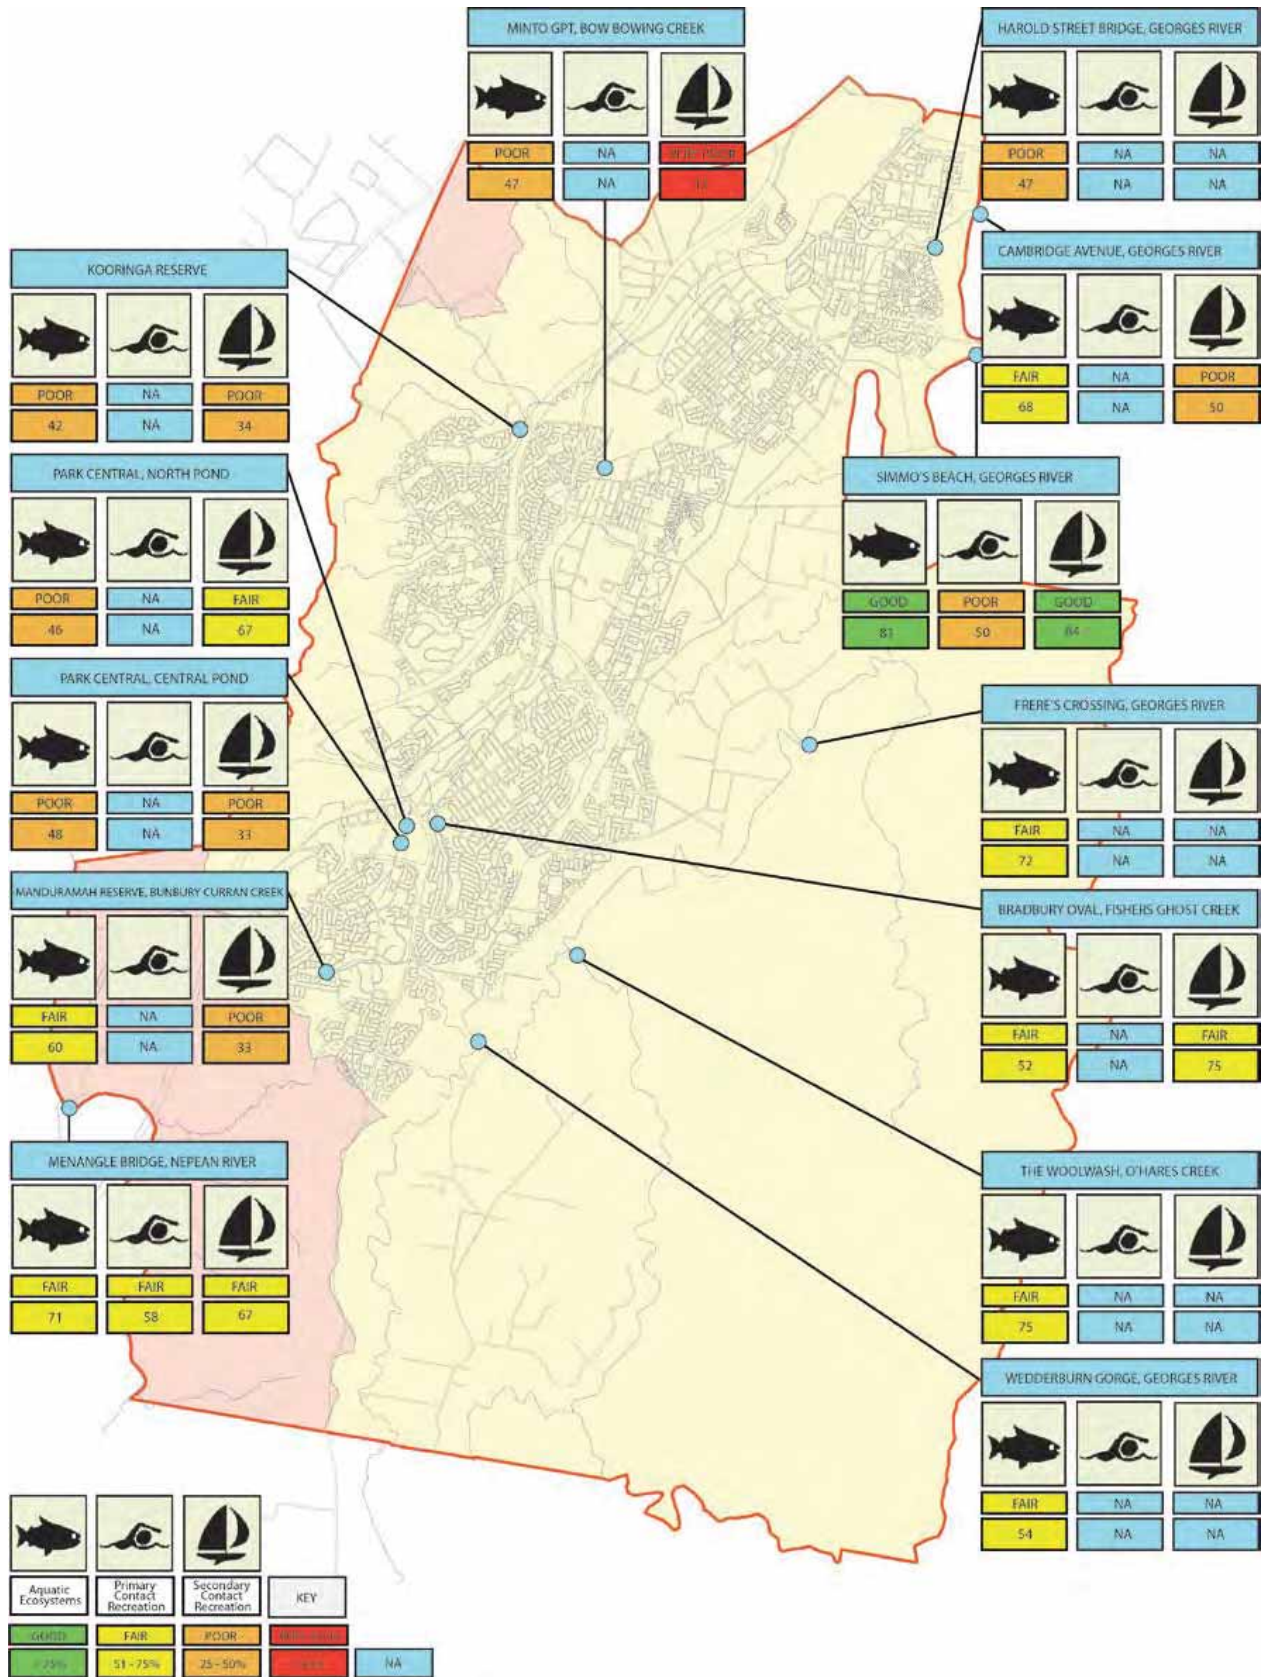 MINTO GPT, BOW BOWING CREEK
POOR NA VERY POOR
47 NA
HAROLD STREET BRIDGE, GEORGES RIVER
POOR NA NA
47 NA NA
CAMBRIDGE AVENUE, GEORGES RIVER
FAIR NA POOR
68 NA 50
KOORINGA RESERVE
POOR NA POOR
42 NA 34
PARK CENTRAL, NORTH POND
POOR NA FAIR
46 NA 67
SIMMO'S BEACH, GEORGES RIVER
GOOD POOR GOOD
81 50 84
PARK CENTRAL, CENTRAL POND
POOR NA POOR
48 NA 33
FRERE'S CROSSING, GEORGES RIVER
FAIR NA NA
72 NA NA
MANDURAMAH RESERVE, BUNBURY CURRAN CREEK
FAIR NA POOR
60 NA 33
BRADBURY OVAL, FISHERS GHOST CREEK
FAIR NA FAIR
52 NA 75
MENANGLE BRIDGE, NEPEAN RIVER
FAIR FAIR FAIR
71 58 67
THE WOOLWASH, O'HARES CREEK
FAIR NA NA
75 NA NA
WEDDERBURN GORGE, GEORGES RIVER
FAIR NA NA
54 NA NA
Aquatic
Ecosystems
Primary
Contact
Recreation
Secondary
Contact
Recreation
KEY
GOOD FAIR POOR VERY POOR
51 - 75% 25 - 50% NA